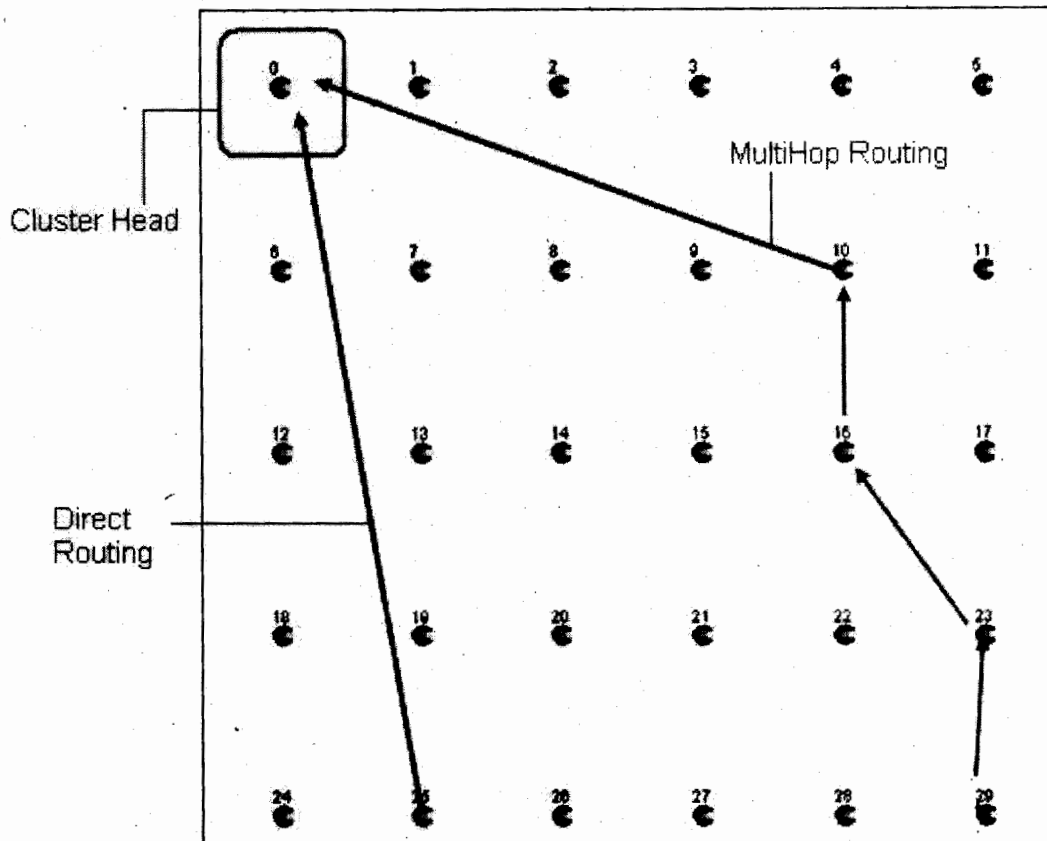 0 1 2 3 4 5
MultiHop Routing
Cluster Head
6 7 8 9 10 11
12 13 14 15 16 17
Direct
Routing
18 19 20 21 22 23
24 25 26 27 28 29